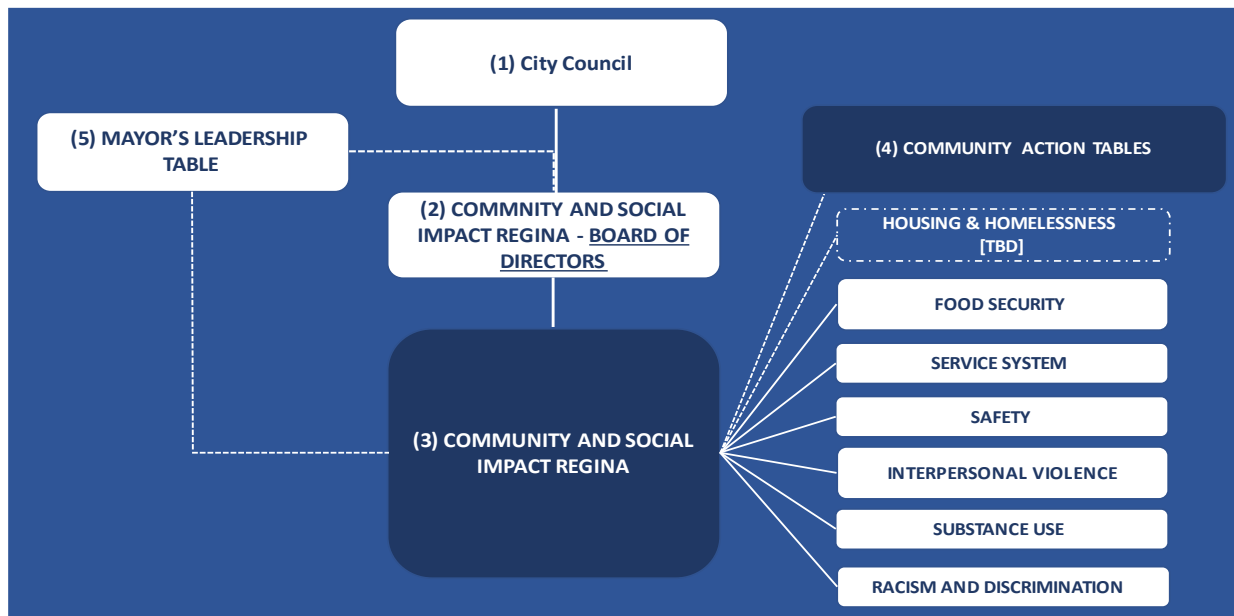 (1) City Council
(5) MAYOR'S LEADERSHIP
TABLE
(4) COMMUNITY ACTION TABLES
(2) COMMNITY AND SOCIAL
IMPACT REGINA - BOARD OF
DIRECTORS
HOUSING & HOMELESSNESS
[TBD]
FOOD SECURITY
SERVICE SYSTEM
SAFETY
(3) COMMUNITY AND SOCIAL
IMPACT REGINA
INTERPERSONAL VIOLENCE
SUBSTANCE USE
RACISM AND DISCRIMINATION